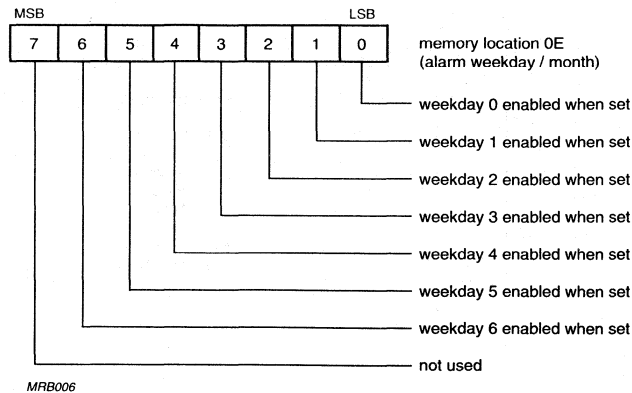 MSB LSB
7 6 5 4 3 2 1 0 memory location 0E
(alarm weekday / month)
weekday 0 enabled when set
weekday 1 enabled when set
weekday 2 enabled when set
weekday 3 enabled when set
weekday 4 enabled when set
weekday 5 enabled when set
weekday 6 enabled when set
not used
MRB006